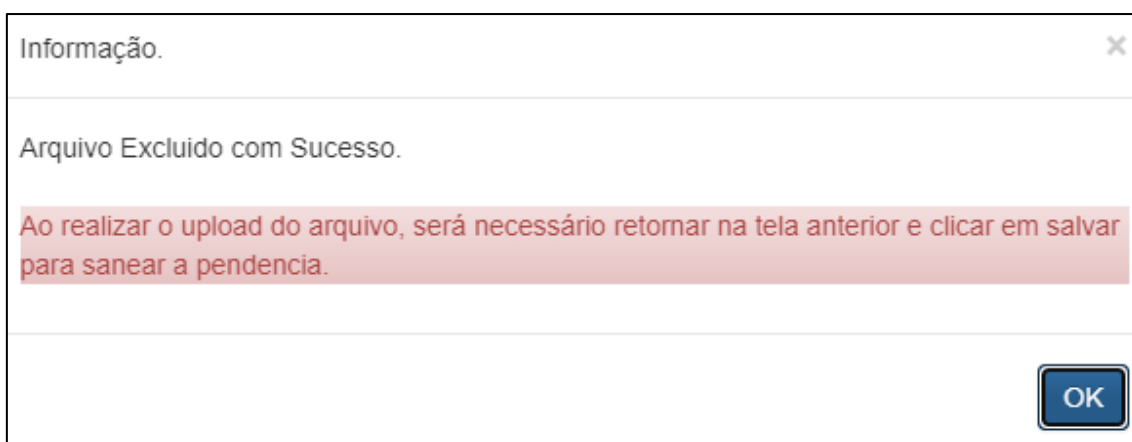 Informação.
×
Arquivo Excluido com Sucesso.
Ao realizar o upload do arquivo, será necessário retornar na tela anterior e clicar em salvar
para sanear a pendencia.
OK